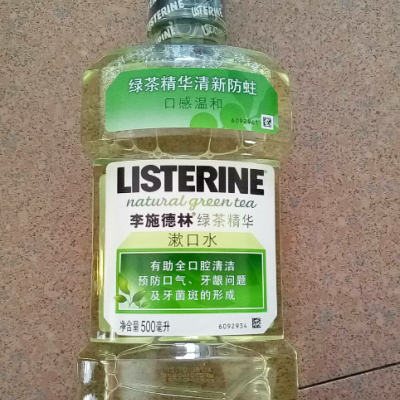 LISTERINE
绿茶精华清新防蛀
口感温和
LISTERINE
natural green tea
李施德林®绿茶精华
漱口水
有助全口腔清洁
预防口气、牙龈问题
及牙菌斑的形成
净含量500毫升
6092934